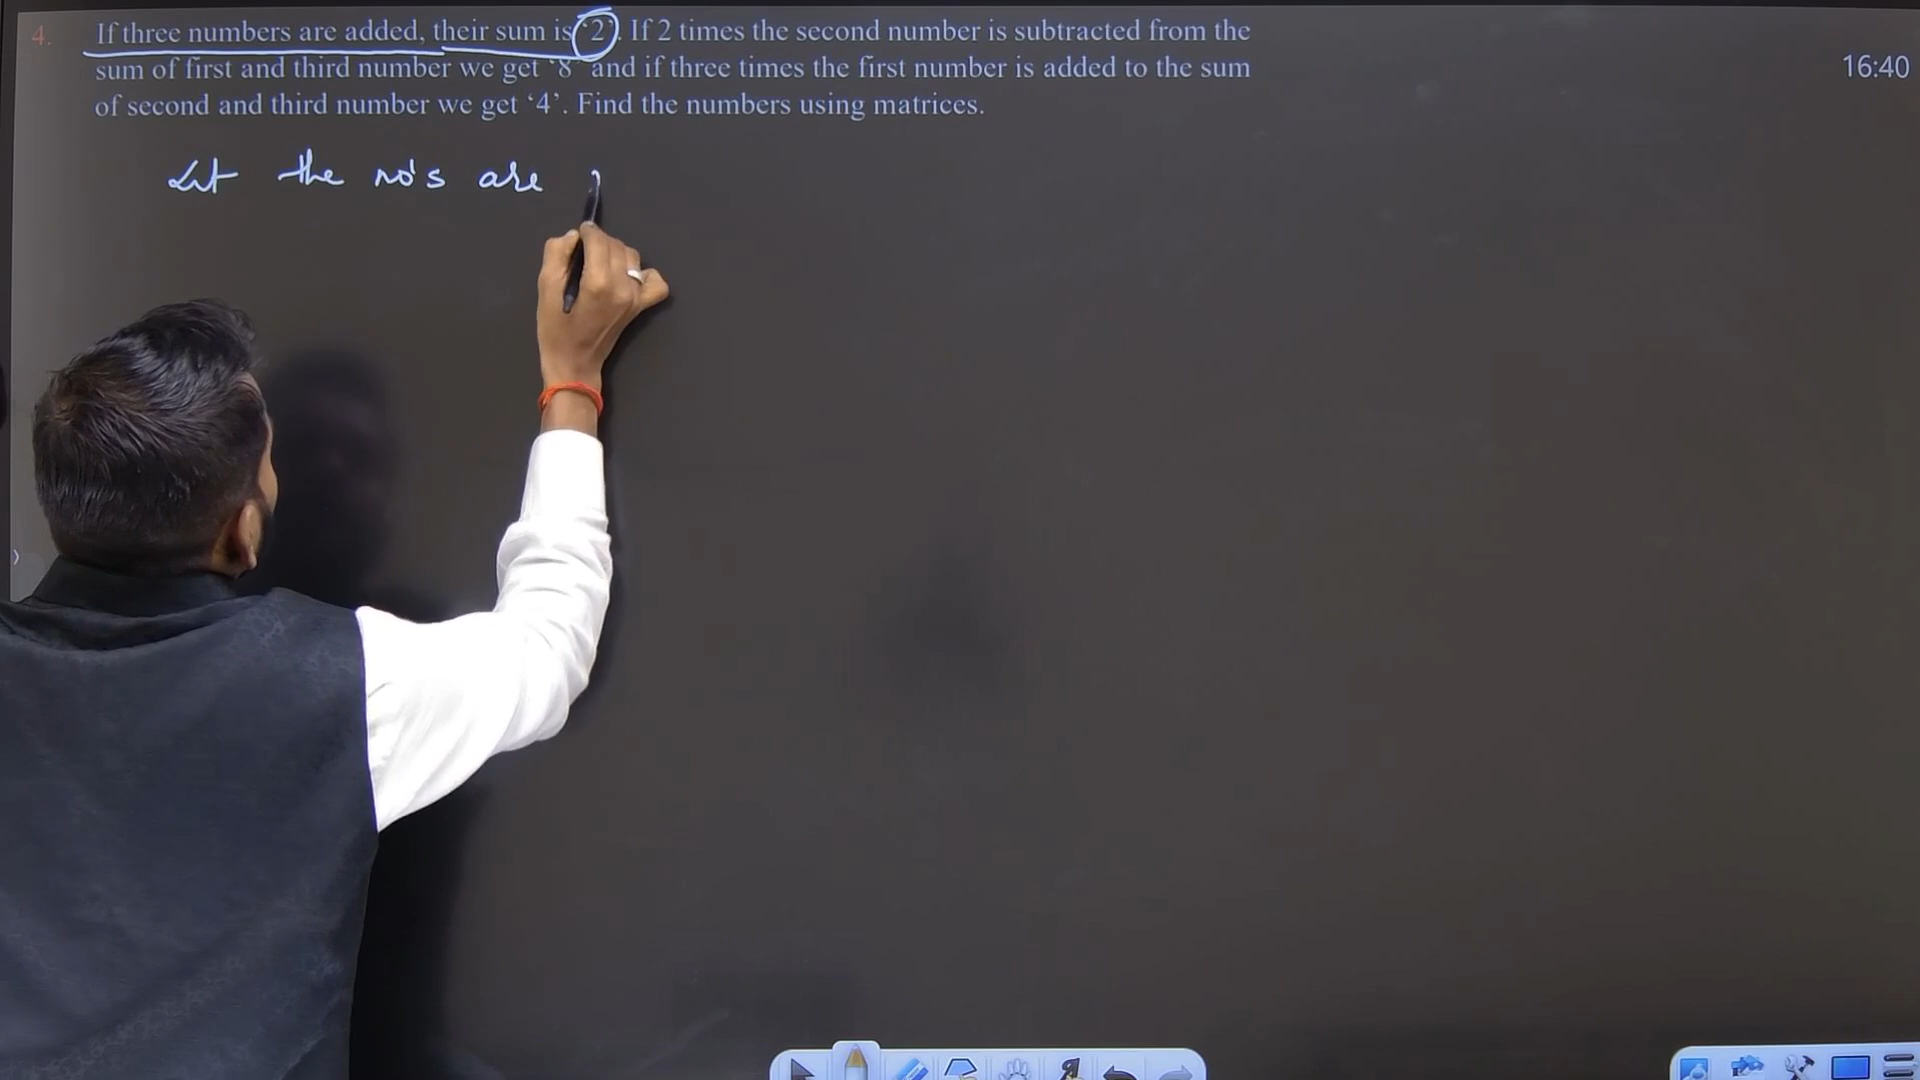 4. If three numbers are added, their sum is ‘2’. If 2 times the second number is subtracted from the
sum of first and third number we get ‘8’ and if three times the first number is added to the sum
of second and third number we get ‘4’. Find the numbers using matrices.
16:40
Let the no's are